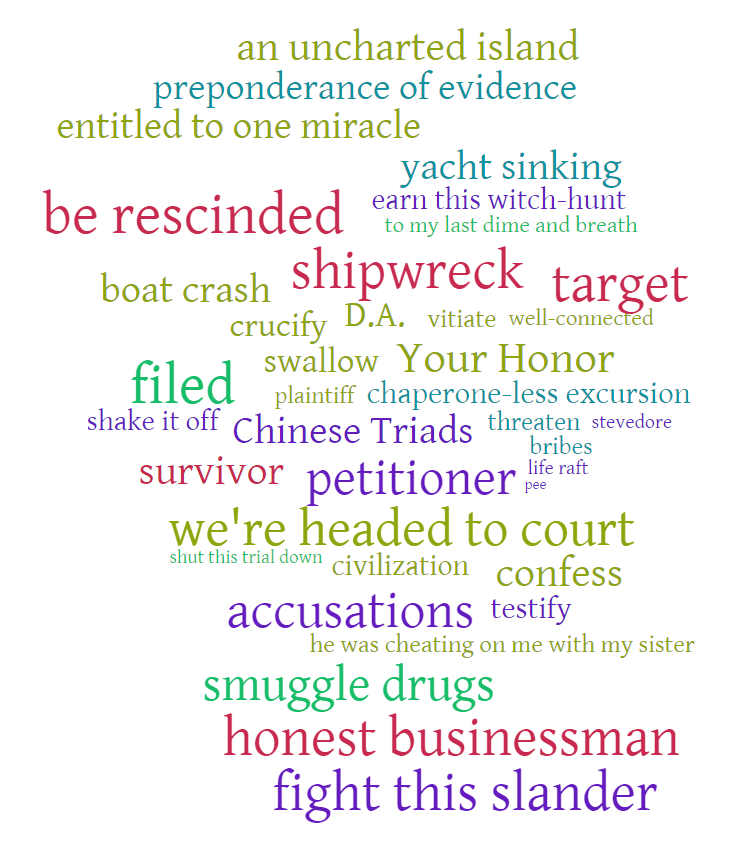 an uncharted island
preponderance of evidence
entitled to one miracle
yacht sinking
be rescinded
earn this witch-hunt
to my last dime and breath
shipwreck
target
boat crash
crucify
D.A.
vitiate
well-connected
swallow
Your Honor
filed
plaintiff
chaperone-less excursion
shake it off
Chinese Triads
threaten
stevedore
bribes
survivor
petitioner
life raft
pee
we're headed to court
shut this trial down
civilization
confess
accusations
testify
he was cheating on me with my sister
smuggle drugs
honest businessman
fight this slander